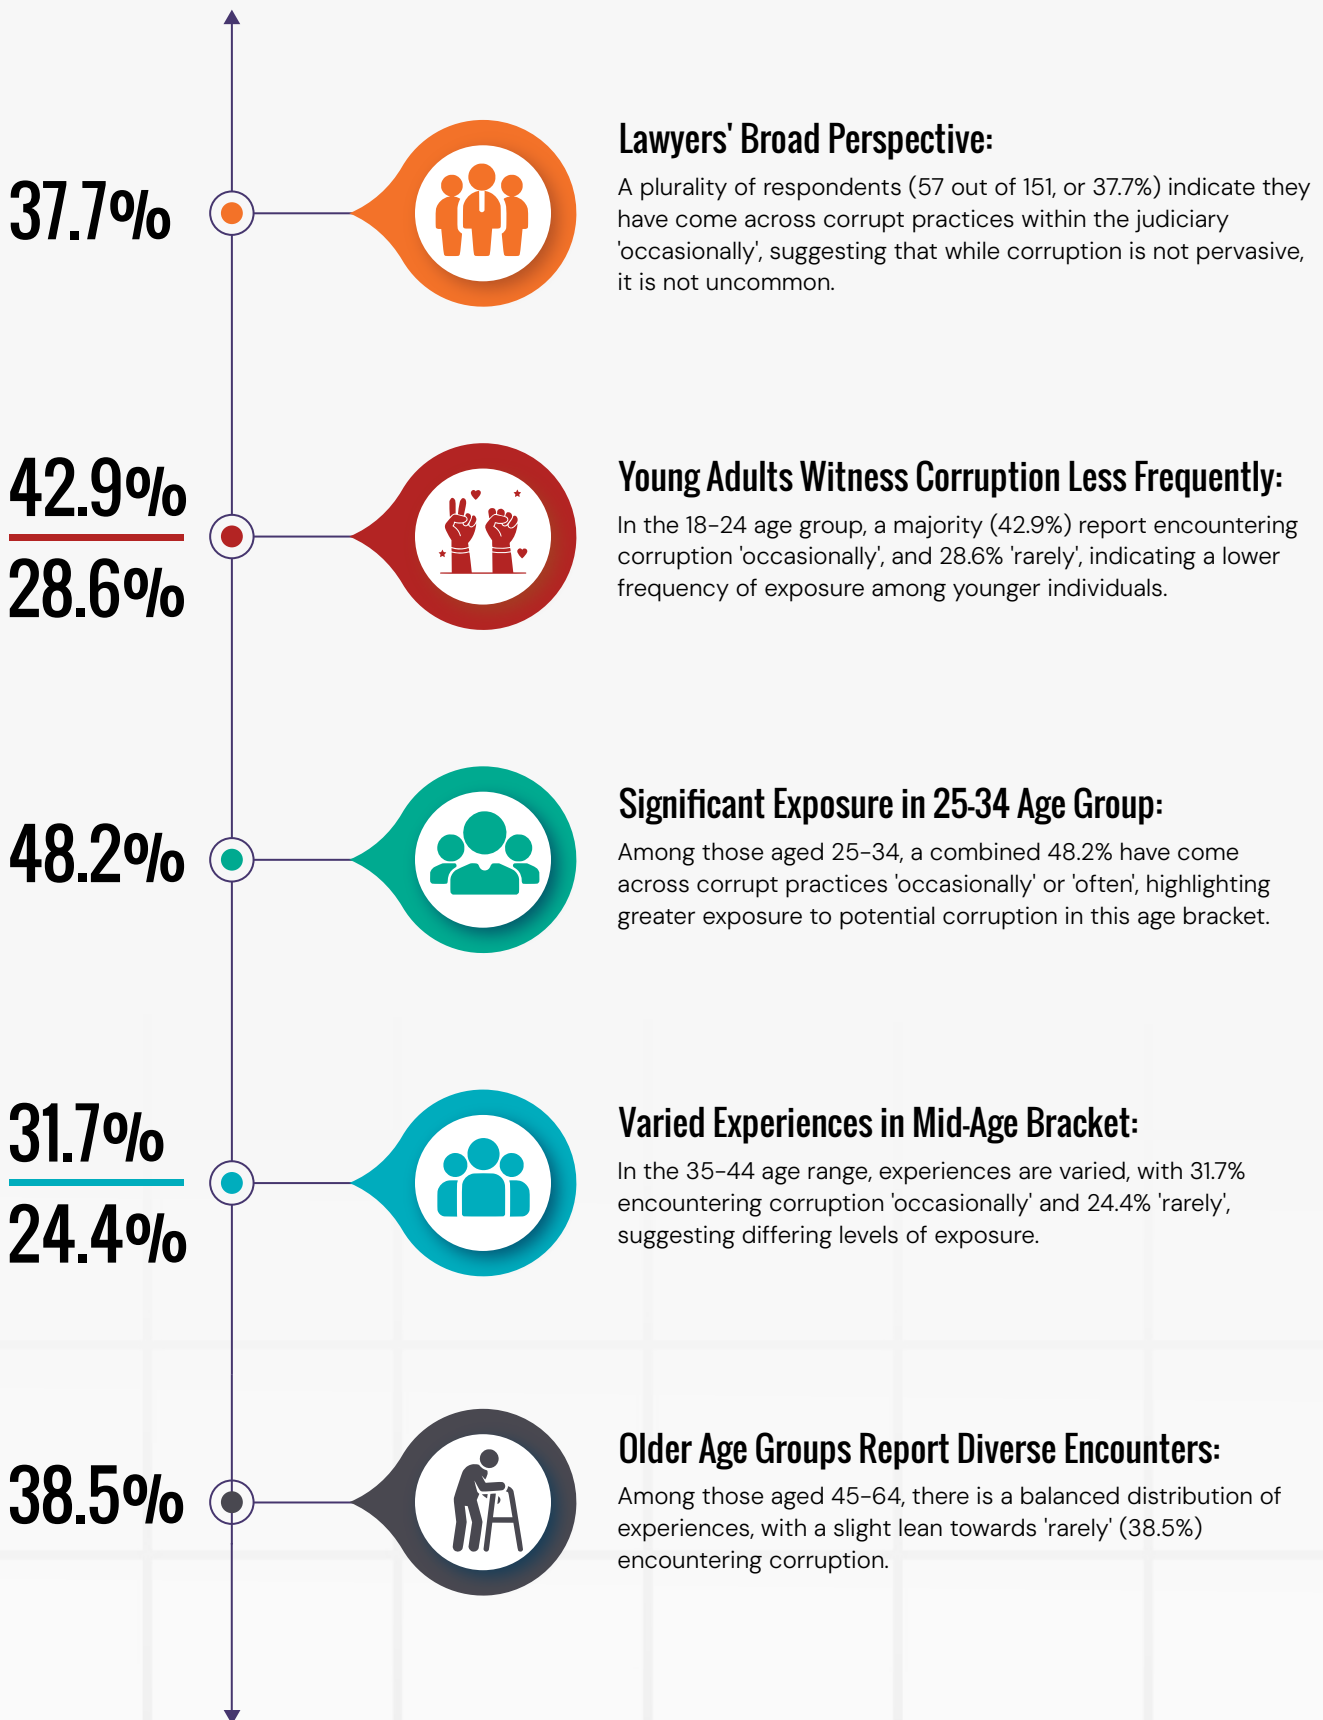 37.7%
Lawyers' Broad Perspective:
A plurality of respondents (57 out of 151, or 37.7%) indicate they
have come across corrupt practices within the judiciary
'occasionally', suggesting that while corruption is not pervasive,
it is not uncommon.
42.9%
28.6%
Young Adults Witness Corruption Less Frequently:
In the 18-24 age group, a majority (42.9%) report encountering
corruption 'occasionally', and 28.6% 'rarely', indicating a lower
frequency of exposure among younger individuals.
48.2%
Significant Exposure in 25-34 Age Group:
Among those aged 25-34, a combined 48.2% have come
across corrupt practices 'occasionally' or 'often', highlighting
greater exposure to potential corruption in this age bracket.
31.7%
24.4%
Varied Experiences in Mid-Age Bracket:
In the 35-44 age range, experiences are varied, with 31.7%
encountering corruption 'occasionally' and 24.4% 'rarely',
suggesting differing levels of exposure.
38.5%
Older Age Groups Report Diverse Encounters:
Among those aged 45-64, there is a balanced distribution of
experiences, with a slight lean towards 'rarely' (38.5%)
encountering corruption.